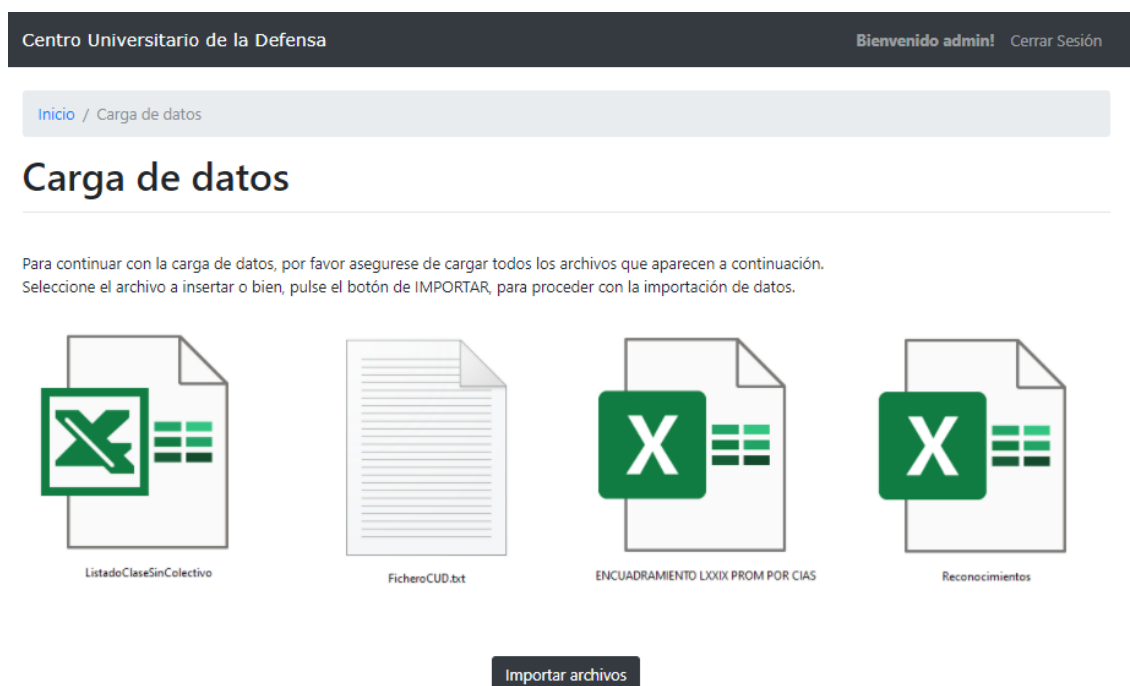 Centro Universitario de la Defensa
Bienvenido admin! Cerrar Sesión
Inicio / Carga de datos
Carga de datos
Para continuar con la carga de datos, por favor asegurese de cargar todos los archivos que aparecen a continuación.
Seleccione el archivo a insertar o bien, pulse el botón de IMPORTAR, para proceder con la importación de datos.
ListadoClaseSinColectivo
FicheroCUD.txt
ENCUADRAMIENTO LXXIX PROM POR CIAS
Reconocimientos
Importar archivos